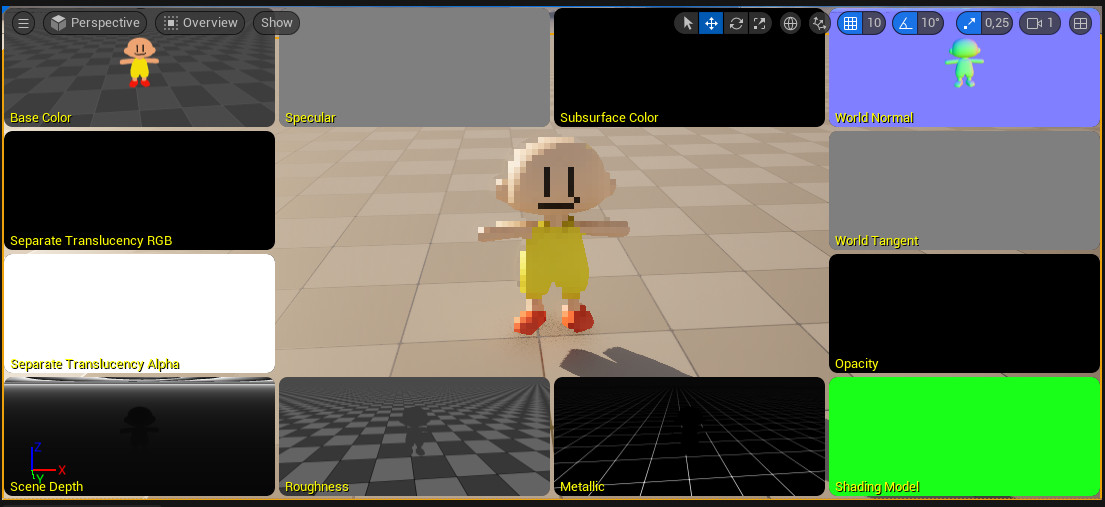 Perspective
Overview
Show
10
10°
0,25
1
Base Color
Specular
Subsurface Color
World Normal
Separate Translucency RGB
World Tangent
Separate Translucency Alpha
Opacity
Z
X
Y
Scene Depth
Roughness
Metallic
Shading Model